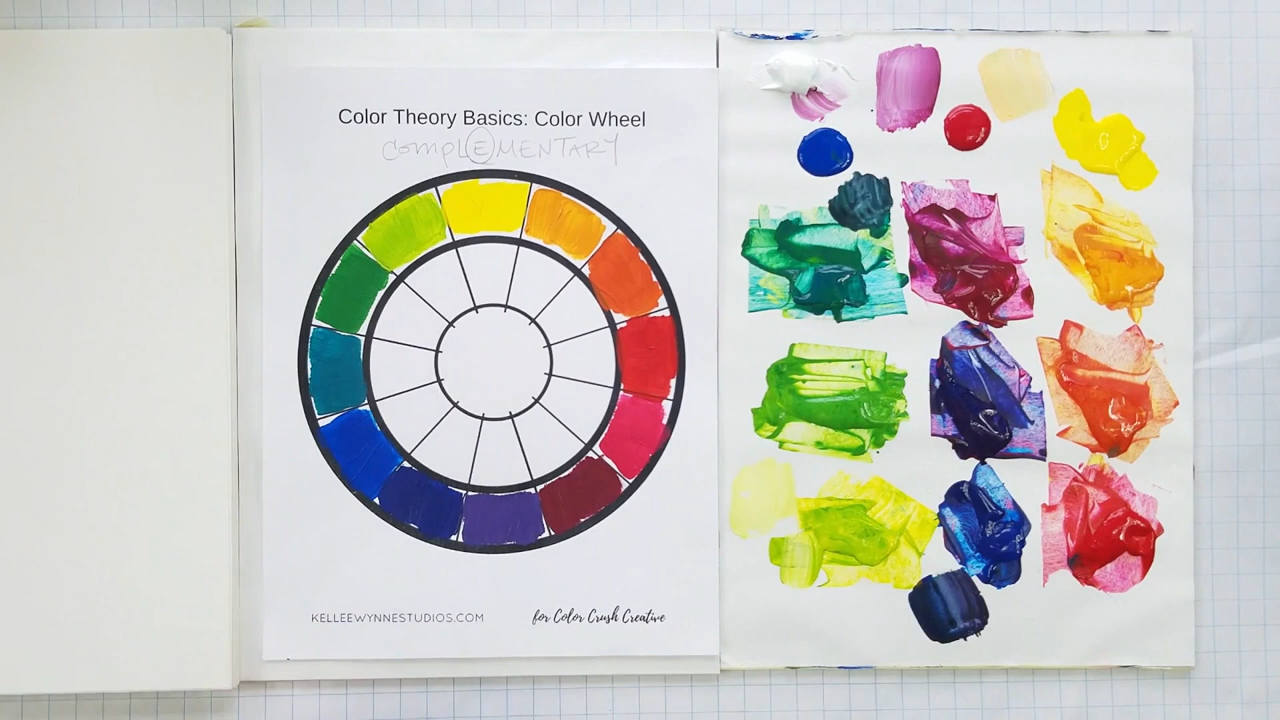 Color Theory Basics: Color Wheel
COMPLEMENTARY
KELLEEWYNNESTUDIOS.COM
for Color Crush Creative